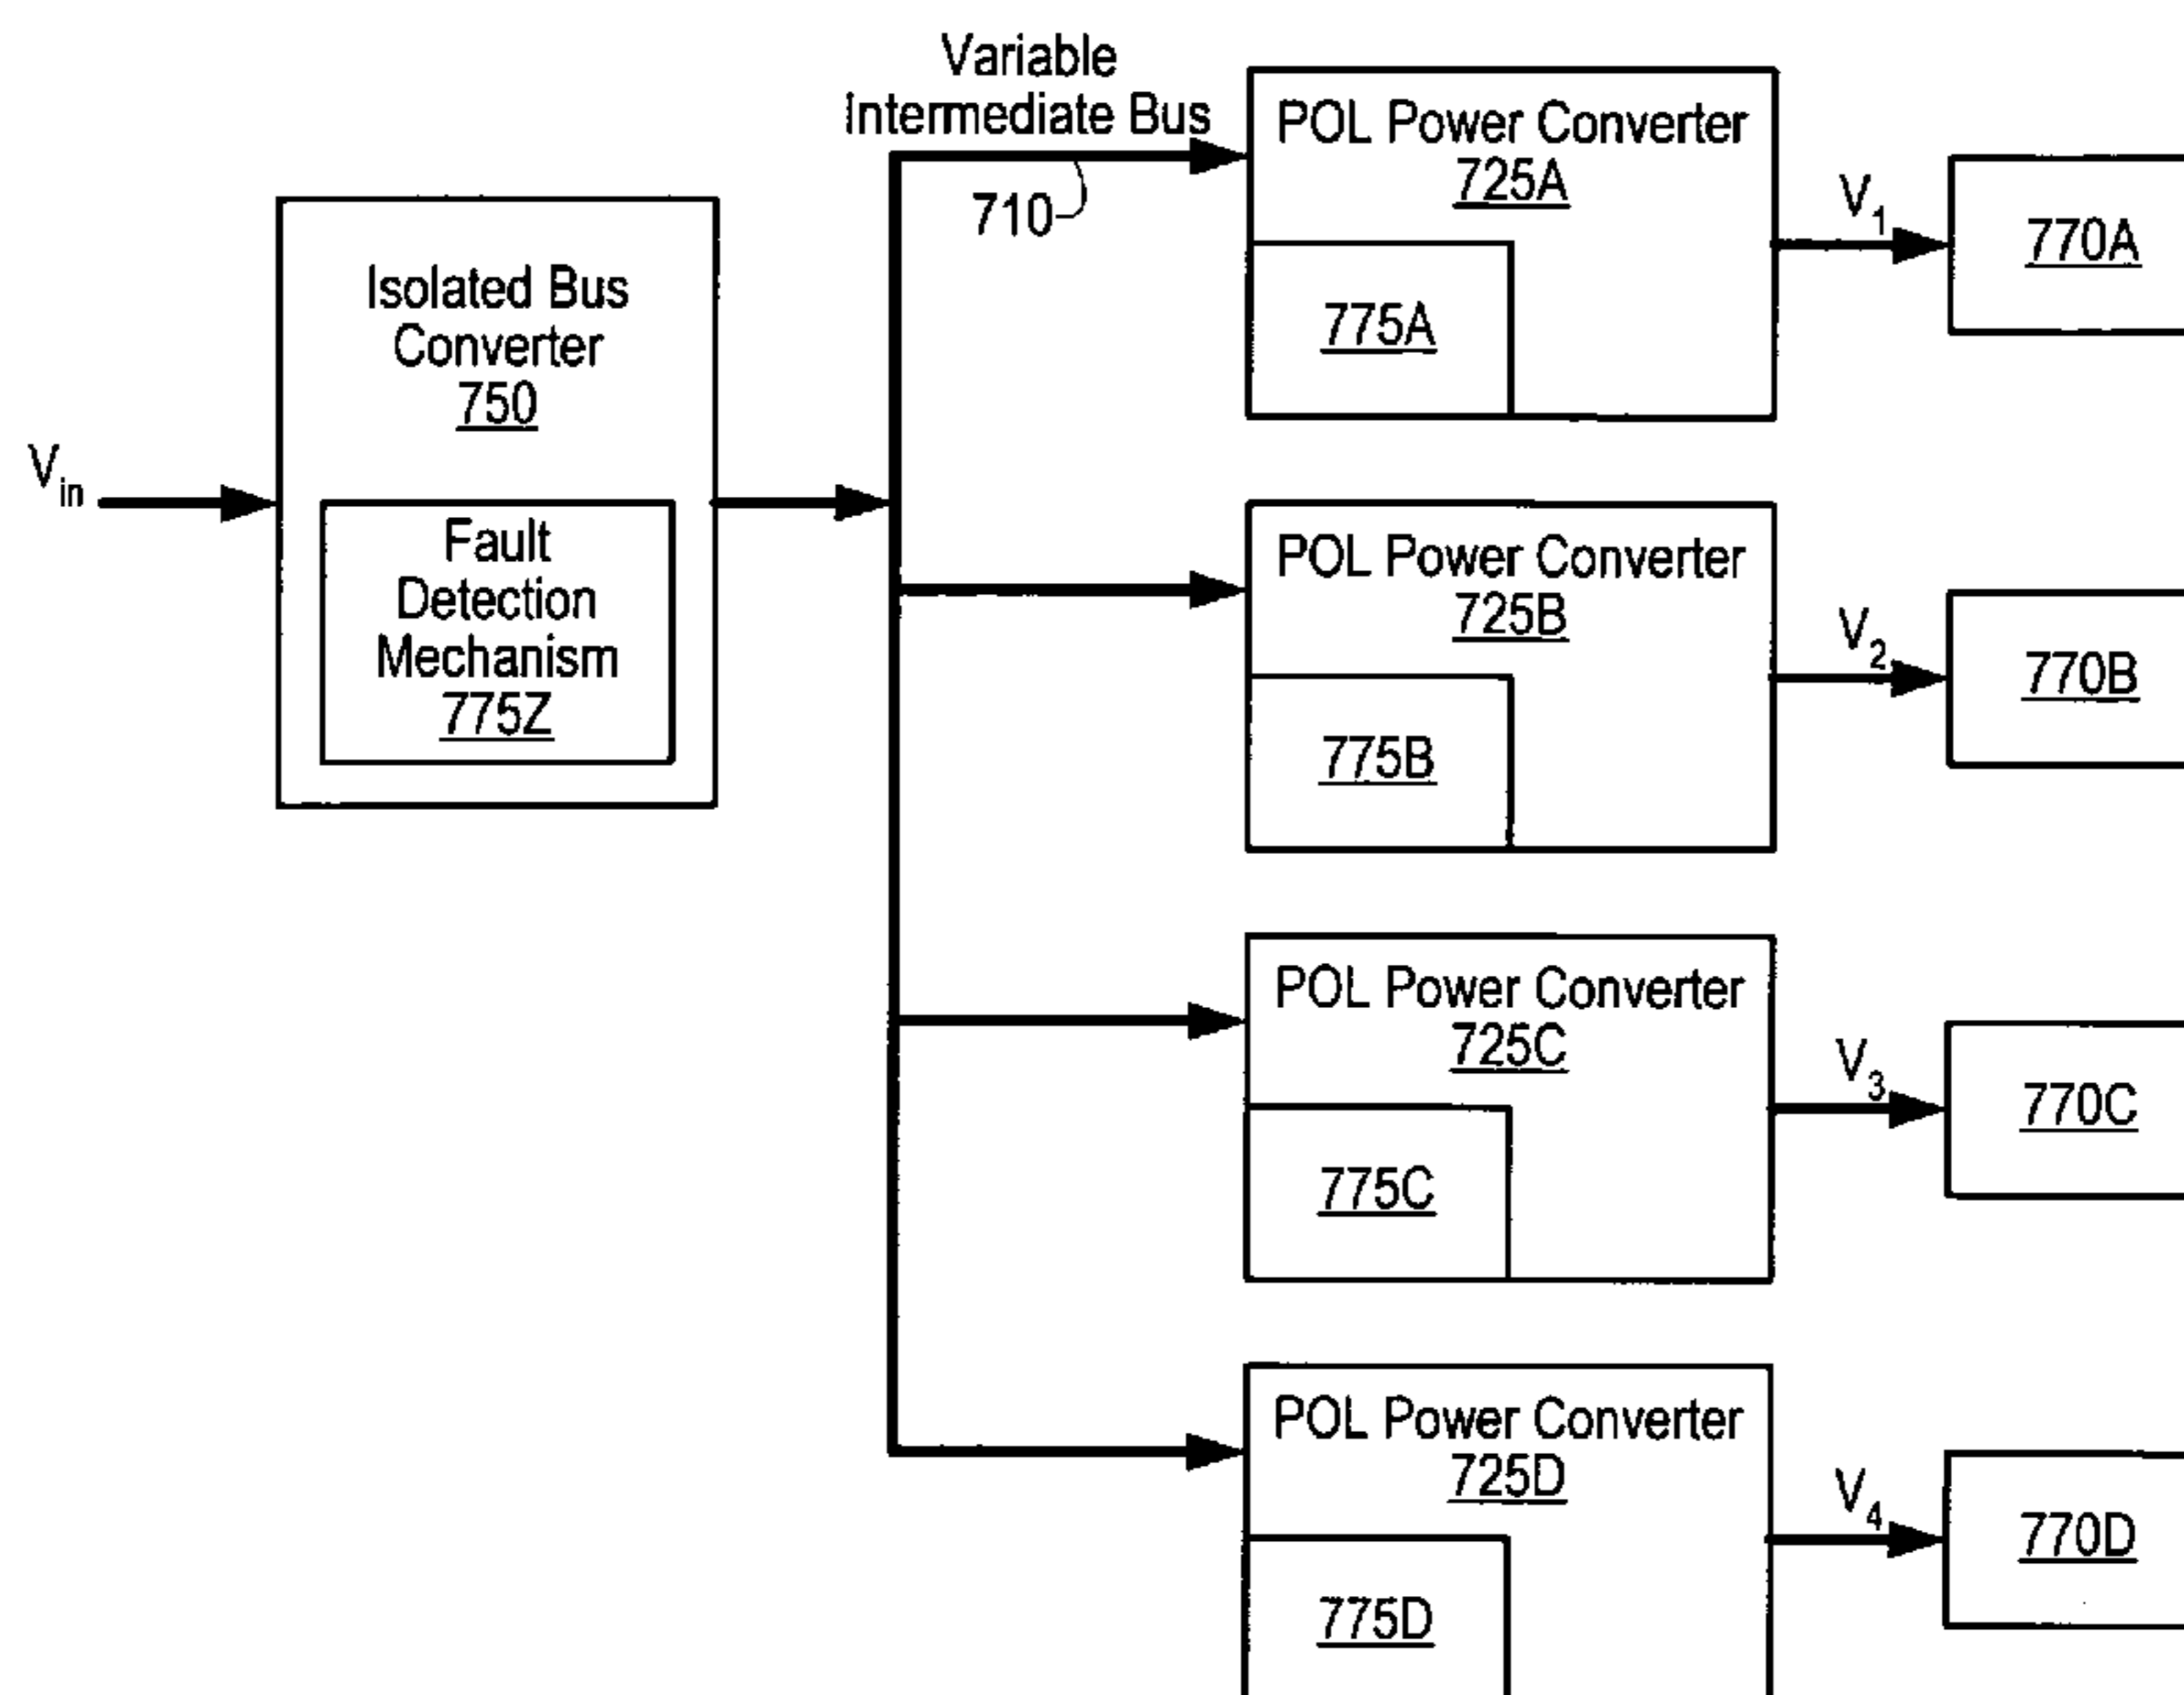 Variable
Intermediate Bus
710
Isolated Bus
Converter
750
Fault
Detection
Mechanism
775Z
Vin
POL Power Converter
725A
775A
V1
770A
POL Power Converter
725B
775B
V2
770B
POL Power Converter
725C
775C
V3
770C
POL Power Converter
725D
775D
V4
770D